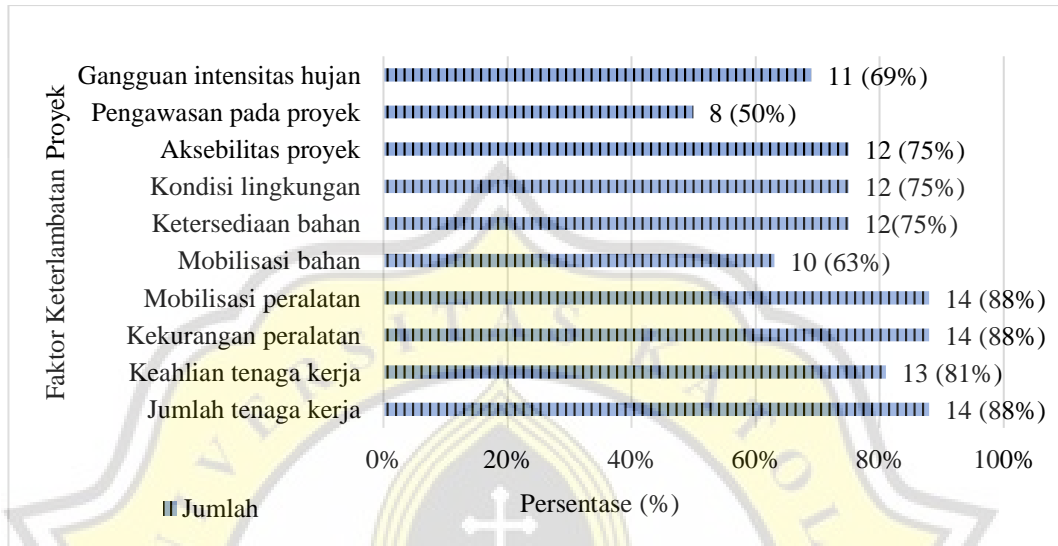 Faktor Keterlambatan Proyek
Gangguan intensitas hujan 11 (69%)
Pengawasan pada proyek 8 (50%)
Aksebilitas proyek 12 (75%)
Kondisi lingkungan 12 (75%)
Ketersediaan bahan 12(75%)
Mobilisasi bahan 10 (63%)
Mobilisasi peralatan 14 (88%)
Kekurangan peralatan 14 (88%)
Keahlian tenaga kerja 13 (81%)
Jumlah tenaga kerja 14 (88%)
0% 20% 40% 60% 80% 100%
Jumlah
Persentase (%)
VERSITAS KATOL